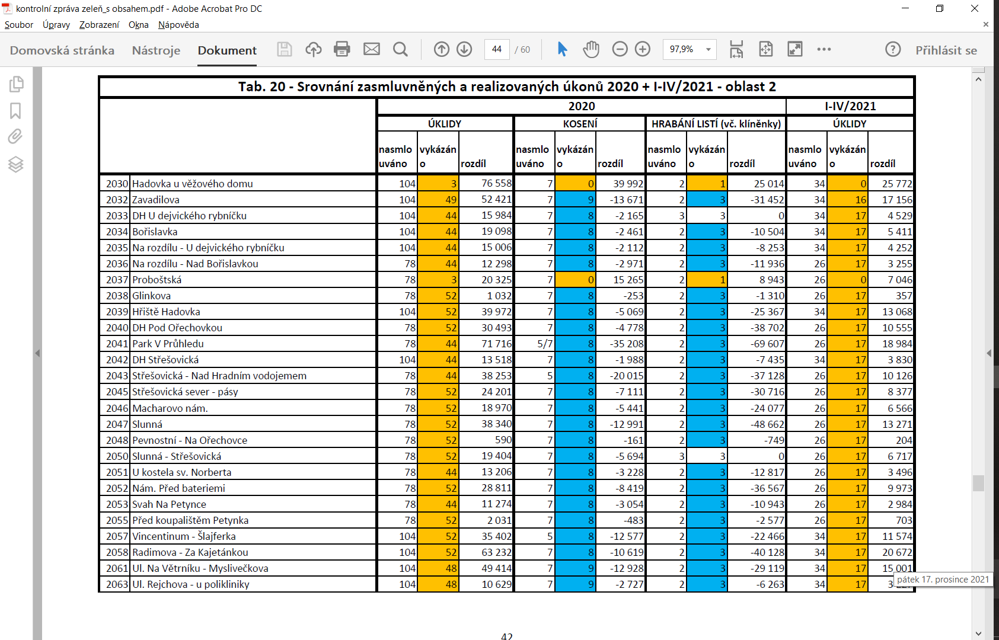 kontrolní zpráva zeleň_s obsahem.pdf - Adobe Acrobat Pro DC
Soubor Úpravy Zobrazení Okna Nápověda
Domovská stránka Nástroje Dokument 44 / 60 97,9% Přihlásit se
Tab. 20 - Srovnání zasmluvněných a realizovaných úkonů 2020 + I-IV/2021 - oblast 2
2020 I-IV/2021
ÚKLIDY KOSENÍ HRABÁNÍ LISTÍ (vč. klíněnky) ÚKLIDY
nasmlo vykázán nasmlo vykázán nasmlo vykázán nasmlo vykázán
uváno o rozdíl uváno o rozdíl uváno o rozdíl uváno o rozdíl
2030 Hadovka u věžového domu 104 3 76 558 7 0 39 992 2 1 25 014 34 0 25 772
2032 Zavadilova 104 49 52 421 7 9 -13 671 2 3 -31 452 34 16 17 156
2033 DH U dejvického rybníčku 104 44 15 984 7 8 -2 165 3 3 0 34 17 4 529
2034 Bořislavka 104 44 19 098 7 8 -2 461 2 3 -10 504 34 17 5 411
2035 Na rozdílu - U dejvického rybníčku 104 44 15 006 7 8 -2 112 2 3 -8 253 34 17 4 252
2036 Na rozdílu - Nad Bořislavkou 78 44 12 298 7 8 -2 971 2 3 -11 936 26 17 3 255
2037 Proboštská 78 3 20 325 7 0 15 265 2 1 8 943 26 0 7 046
2038 Glinkova 78 52 1 032 7 8 -253 2 3 -1 310 26 17 357
2039 Hřiště Hadovka 104 52 39 972 7 8 -5 069 2 3 -25 367 34 17 13 068
2040 DH Pod Ořechovkou 78 52 30 493 7 8 -4 778 2 3 -38 702 26 17 10 555
2041 Park V Průhledu 78 44 71 716 5/7 8 -35 208 2 3 -69 607 26 17 18 984
2042 DH Střešovická 104 44 13 518 7 8 -1 988 2 3 -7 435 34 17 3 830
2043 Střešovická - Nad Hradním vodojemem 78 44 38 253 5 8 -20 015 2 3 -37 128 26 17 10 126
2045 Střešovická sever - pásy 78 52 24 201 7 8 -7 111 2 3 -30 716 26 17 8 377
2046 Macharovo nám. 78 52 18 970 7 8 -5 441 2 3 -24 077 26 17 6 566
2047 Slunná 78 52 38 340 7 8 -12 991 2 3 -48 662 26 17 13 271
2048 Pevnostní - Na Ořechovce 78 52 590 7 8 -161 2 3 -749 26 17 204
2050 Slunná - Střešovická 78 52 19 404 7 8 -5 694 3 3 0 26 17 6 717
2051 U kostela sv. Norberta 78 44 13 206 7 8 -3 228 2 3 -12 817 26 17 3 496
2052 Nám. Před bateriemi 78 52 28 811 7 8 -8 419 2 3 -36 567 26 17 9 973
2053 Svah Na Petynce 78 44 11 274 7 8 -3 054 2 3 -10 943 26 17 2 984
2055 Před koupalištěm Petynka 78 52 2 031 7 8 -483 2 3 -2 577 26 17 703
2057 Vincentinum - Šlajferka 104 52 35 402 5 8 -12 577 2 3 -22 466 34 17 11 574
2058 Radimova - Za Kajetánkou 104 52 63 232 7 8 -10 619 2 3 -40 128 34 17 20 672
2061 Ul. Na Větrníku - Myslivečkova 104 48 49 414 7 9 -12 928 2 3 -29 119 34 17 15 001
2063 Ul. Rejchova - u polikliniky 104 48 10 629 7 9 -2 727 2 3 -6 263 34 17
pátek 17. prosince 2021
42